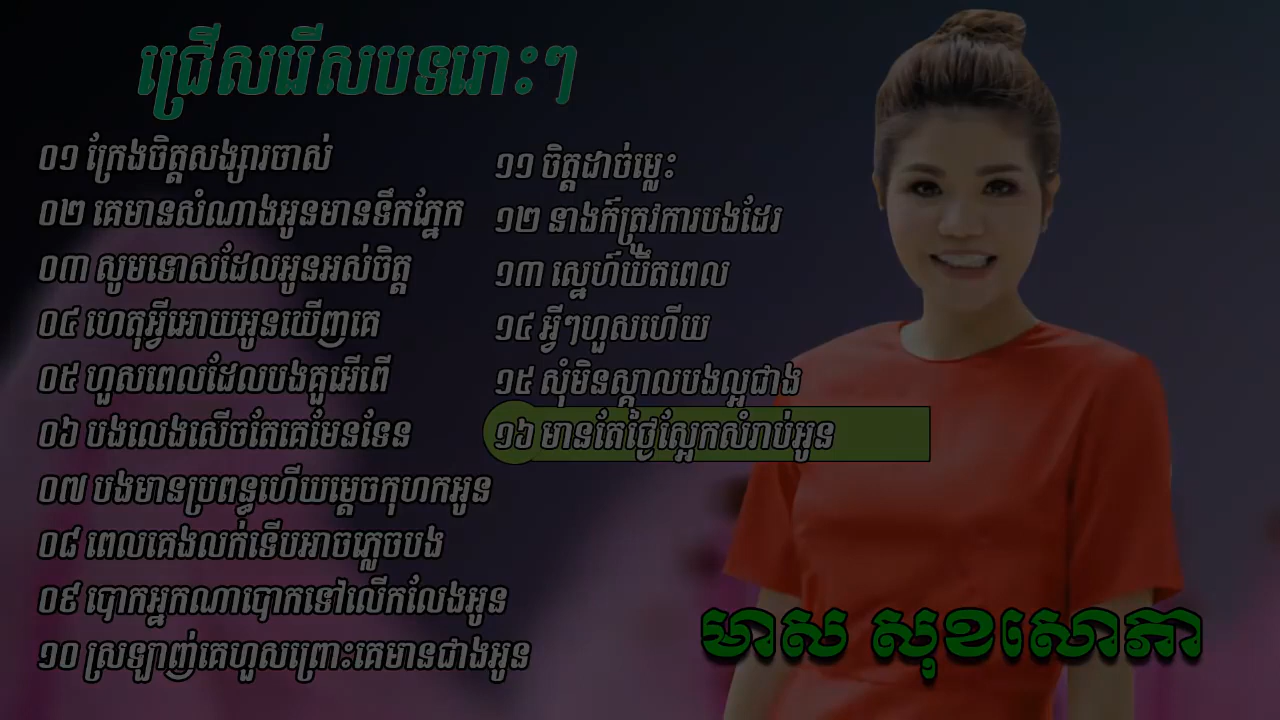 ជ្រើសរើសបទពោះៗ
០១ ក្រែងចិត្តសង្សារចាស់
០២ គេមានសំណាងអូនមានទឹកភ្នែក
០៣ សូមទោសដែលអូនអស់ចិត្ត
០៤ ហេតុអ្វីអោយអូនឃើញគេ
០៥ ហួសពេលដែលបងគួរអើពើ
០៦ បងលេងសើចតែគេមែនទែន
០៧ បងមានប្រពន្ធហើយម្ដេចកុហកអូន
០៨ ពេលគេងលក់ទើបអាចភ្លេចបង
០៩ បោកអ្នកណាបោកទៅលើកលែងអូន
១០ ស្រឡាញ់គេហួសព្រោះគេមានជាងអូន
១១ ចិត្តដាច់ម្លេះ
១២ នាងក៍ត្រូវការបងដែរ
១៣ ស្នេហ៍ឃឺតពេល
១៤ អ្វីៗហួសហើយ
១៥ សុំមិនស្គាលបងល្អជាង
១៦ មានតែថ្ងៃស្អែកសំរាប់អូន
មាស សុខសោភា